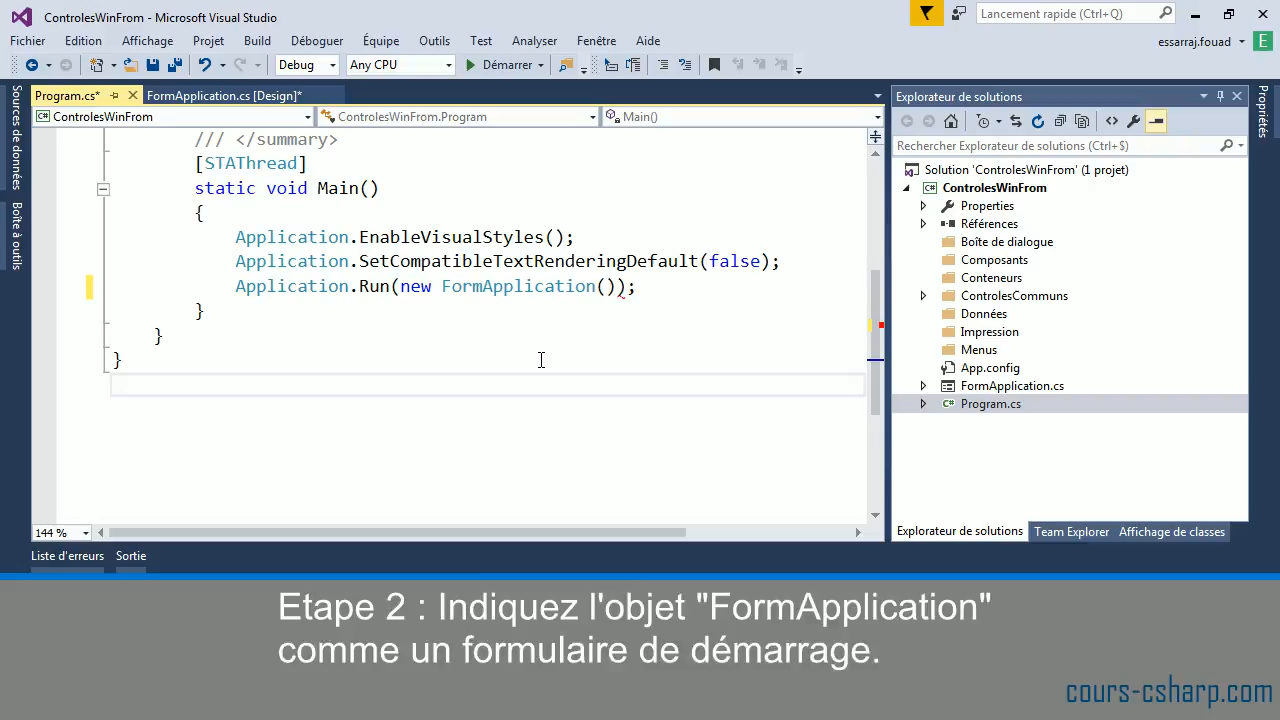 ControlesWinFrom - Microsoft Visual Studio
Lancement rapide (Ctrl+Q)
Fichier Edition Affichage Projet Build Déboguer Équipe Outils Test Analyser Fenêtre Aide
essarraj.fouad E
Debug Any CPU Démarrer
Sources de données
Boîte à outils
Program.cs* FormApplication.cs [Design]*
ControlesWinFrom ControlesWinFrom.Program Main()
/// </summary>
[STAThread]
static void Main()
{
Application.EnableVisualStyles();
Application.SetCompatibleTextRenderingDefault(false);
Application.Run(new FormApplication());
}
}
}
144 %
Explorateur de solutions
Rechercher Explorateur de solutions (Ctrl+$)
Solution 'ControlesWinFrom' (1 projet)
C# ControlesWinFrom
Properties
Références
Boîte de dialogue
Composants
Conteneurs
ControlesCommuns
Données
Impression
Menus
App.config
FormApplication.cs
C# Program.cs
Explorateur de solutions Team Explorer Affichage de classes
Propriétés
Liste d'erreurs Sortie
Etape 2 : Indiquez l'objet "FormApplication"
comme un formulaire de démarrage.
cours-csharp.com